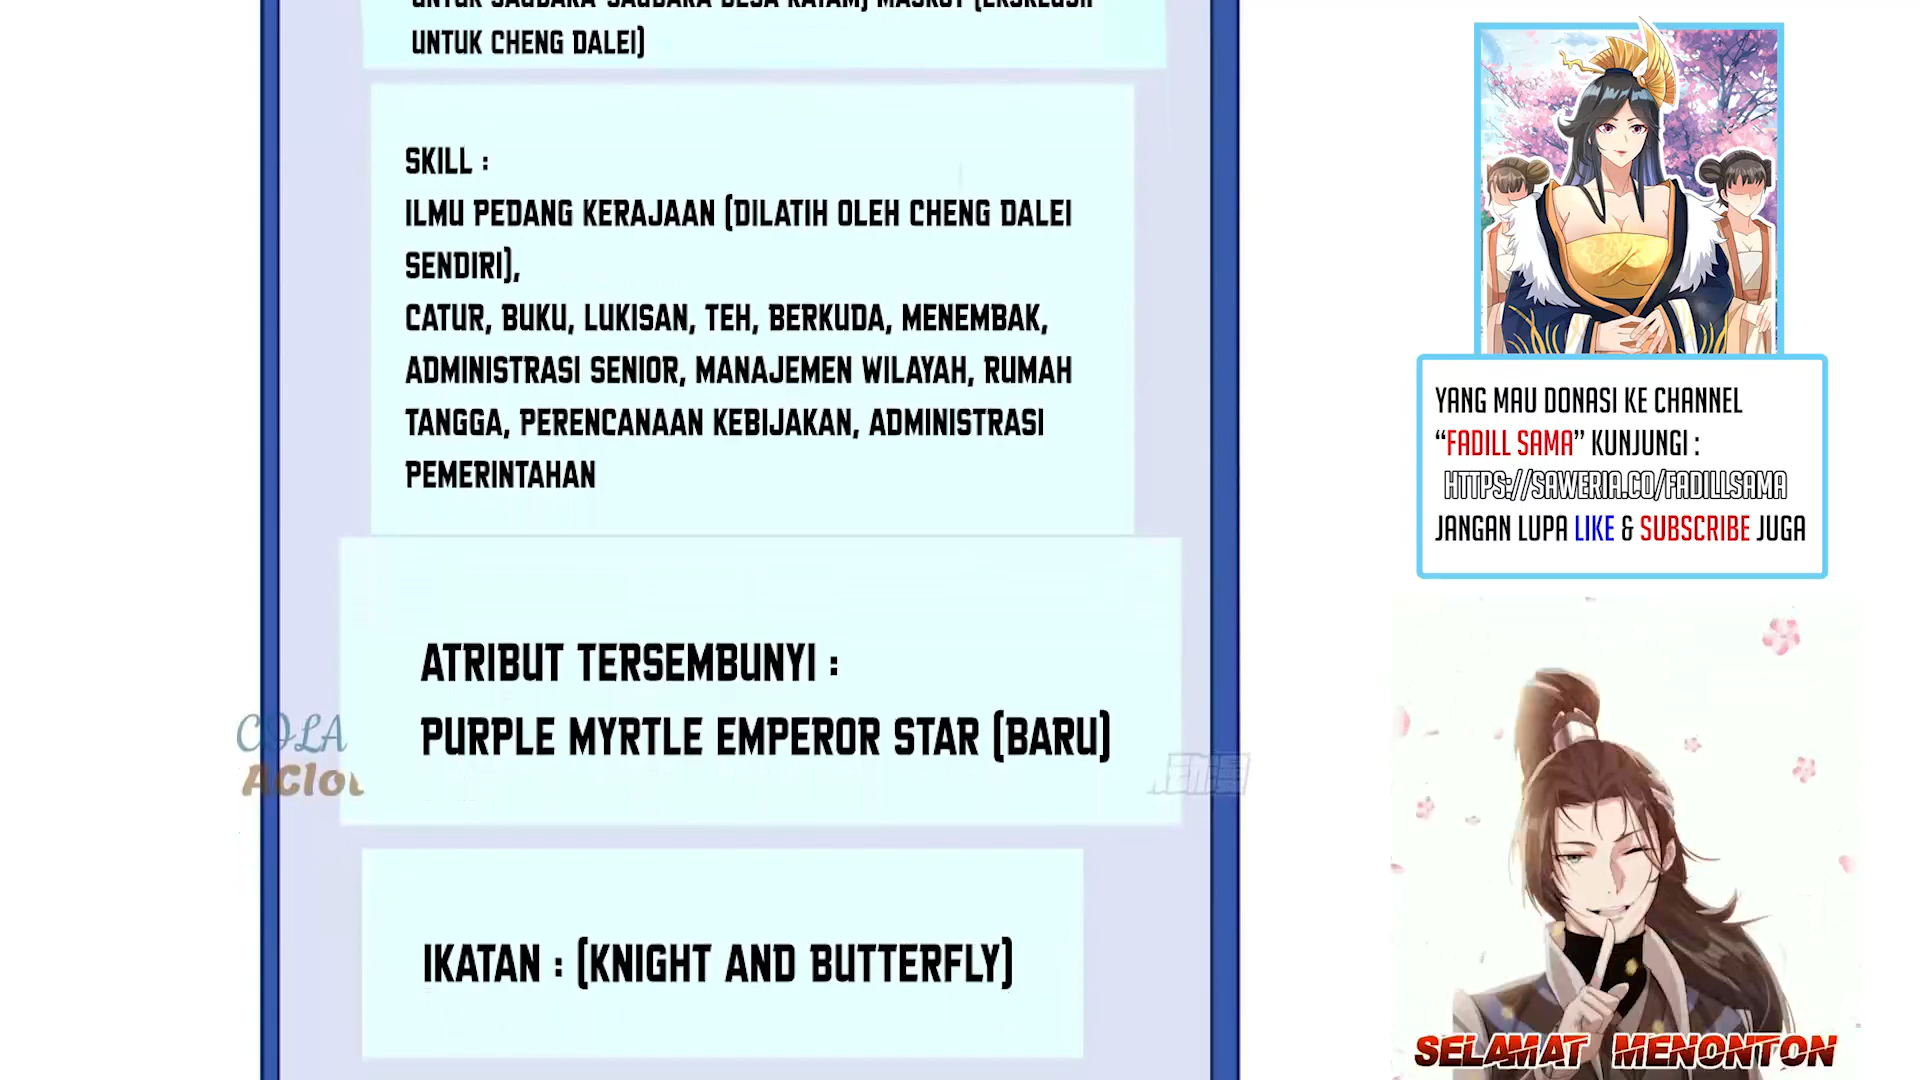 UNTUK CHENG DALEI)
SKILL :
ILMU PEDANG KERAJAAN (DILATIH OLEH CHENG DALEI
SENDIRI),
CATUR, BUKU, LUKISAN, TEH, BERKUDA, MENEMBAK,
ADMINISTRASI SENIOR, MANAJEMEN WILAYAH, RUMAH
TANGGA, PERENCANAAN KEBIJAKAN, ADMINISTRASI
PEMERINTAHAN
ATRIBUT TERSEMBUNYI :
PURPLE MYRTLE EMPEROR STAR (BARU)
COLA
IKATAN : (KNIGHT AND BUTTERFLY)
YANG MAU DONASI KE CHANNEL
“FADILL SAMA” KUNJUNGI :
HTTPS://SAWERIA.CO/FADILLSAMA
JANGAN LUPA LIKE & SUBSCRIBE JUGA
SELAMAT MENONTON